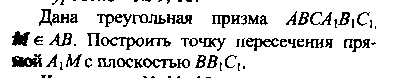 Дана треугольная призма ABCA₁B₁C₁,
M ∈ AB. Построить точку пересечения пря-
мой A₁M с плоскостью BB₁C₁.